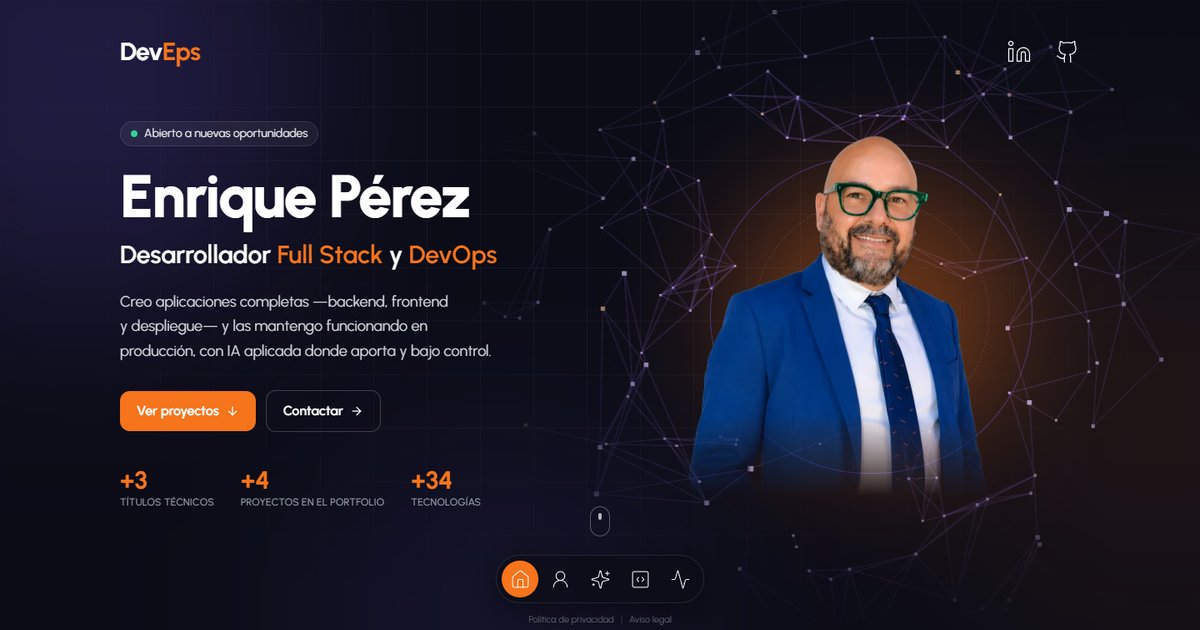 DevEps
Abierto a nuevas oportunidades
Enrique Pérez
Desarrollador Full Stack y DevOps
Creo aplicaciones completas —backend, frontend
y despliegue— y las mantengo funcionando en
producción, con IA aplicada donde aporta y bajo control.
Ver proyectos ↓
Contactar →
+3
TÍTULOS TÉCNICOS
+4
PROYECTOS EN EL PORTFOLIO
+34
TECNOLOGÍAS
Política de privacidad | Aviso legal